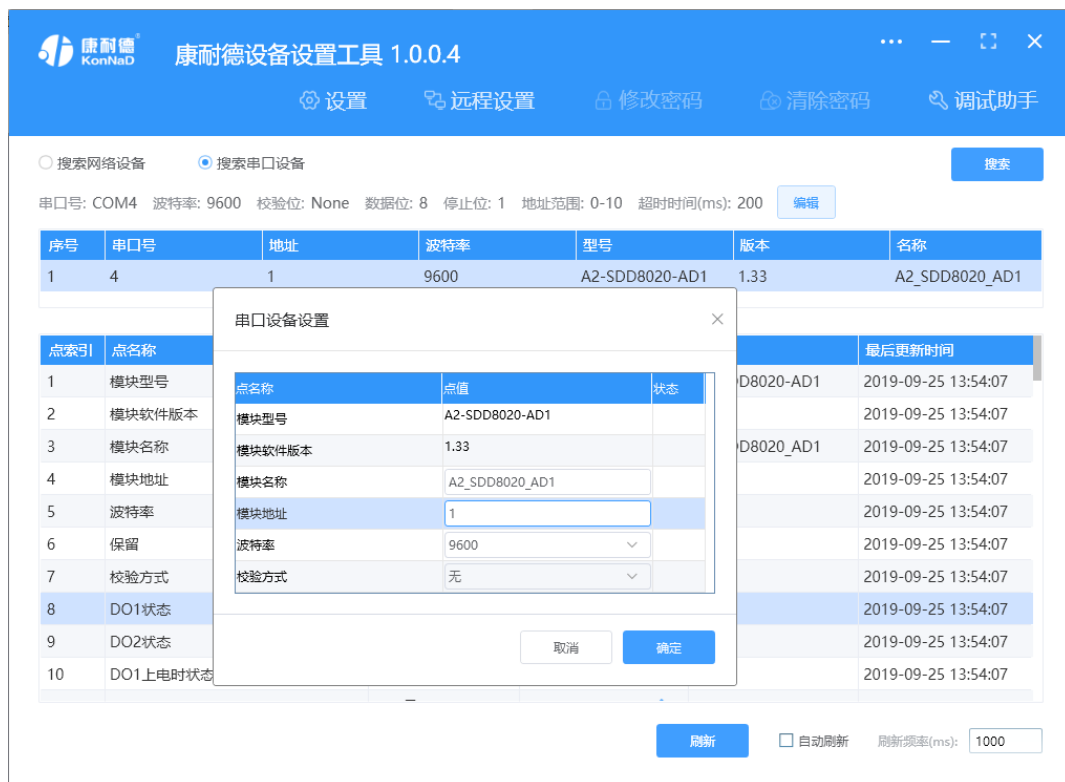 康耐德®
KonNaD
康耐德设备设置工具 1.0.0.4
设置 远程设置 修改密码 清除密码 调试助手
搜索网络设备 搜索串口设备 搜索
串口号: COM4 波特率: 9600 校验位: None 数据位: 8 停止位: 1 地址范围: 0-10 超时时间(ms): 200 编辑
序号 串口号 地址 波特率 型号 版本 名称
1 4 1 9600 A2-SDD8020-AD1 1.33 A2_SDD8020_AD1
串口设备设置
点名称 点值 状态
模块型号 A2-SDD8020-AD1
模块软件版本 1.33
模块名称 A2_SDD8020_AD1
模块地址 1
波特率 9600
校验方式 无
取消 确定
点索引 点名称 最后更新时间
1 模块型号 D8020-AD1 2019-09-25 13:54:07
2 模块软件版本 2019-09-25 13:54:07
3 模块名称 D8020_AD1 2019-09-25 13:54:07
4 模块地址 2019-09-25 13:54:07
5 波特率 2019-09-25 13:54:07
6 保留 2019-09-25 13:54:07
7 校验方式 2019-09-25 13:54:07
8 DO1状态 2019-09-25 13:54:07
9 DO2状态 2019-09-25 13:54:07
10 DO1上电时状态 2019-09-25 13:54:07
刷新 自动刷新 刷新频率(ms): 1000